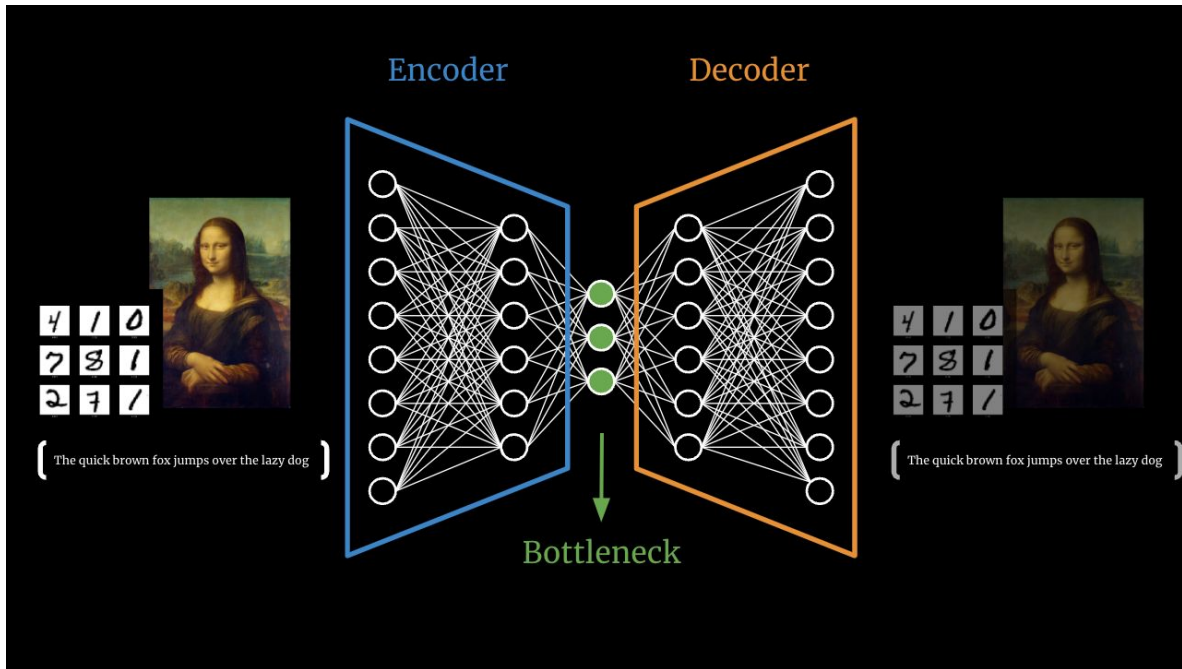 Encoder
Decoder
4 1 0
7 8 1
2 7 1
( The quick brown fox jumps over the lazy dog )
4 1 0
7 8 1
2 7 1
( The quick brown fox jumps over the lazy dog )
Bottleneck